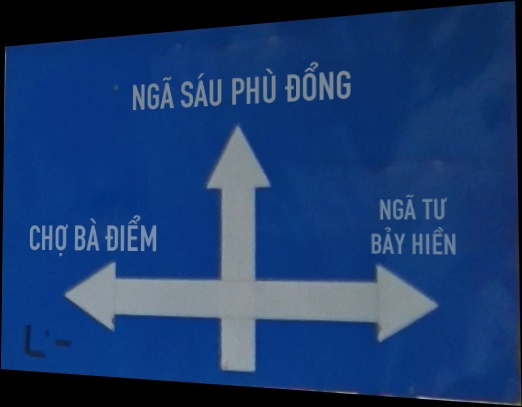 NGÃ SÁU PHÙ ĐỔNG
CHỢ BÀ ĐIỂM
NGÃ TƯ
BẢY HIỀN